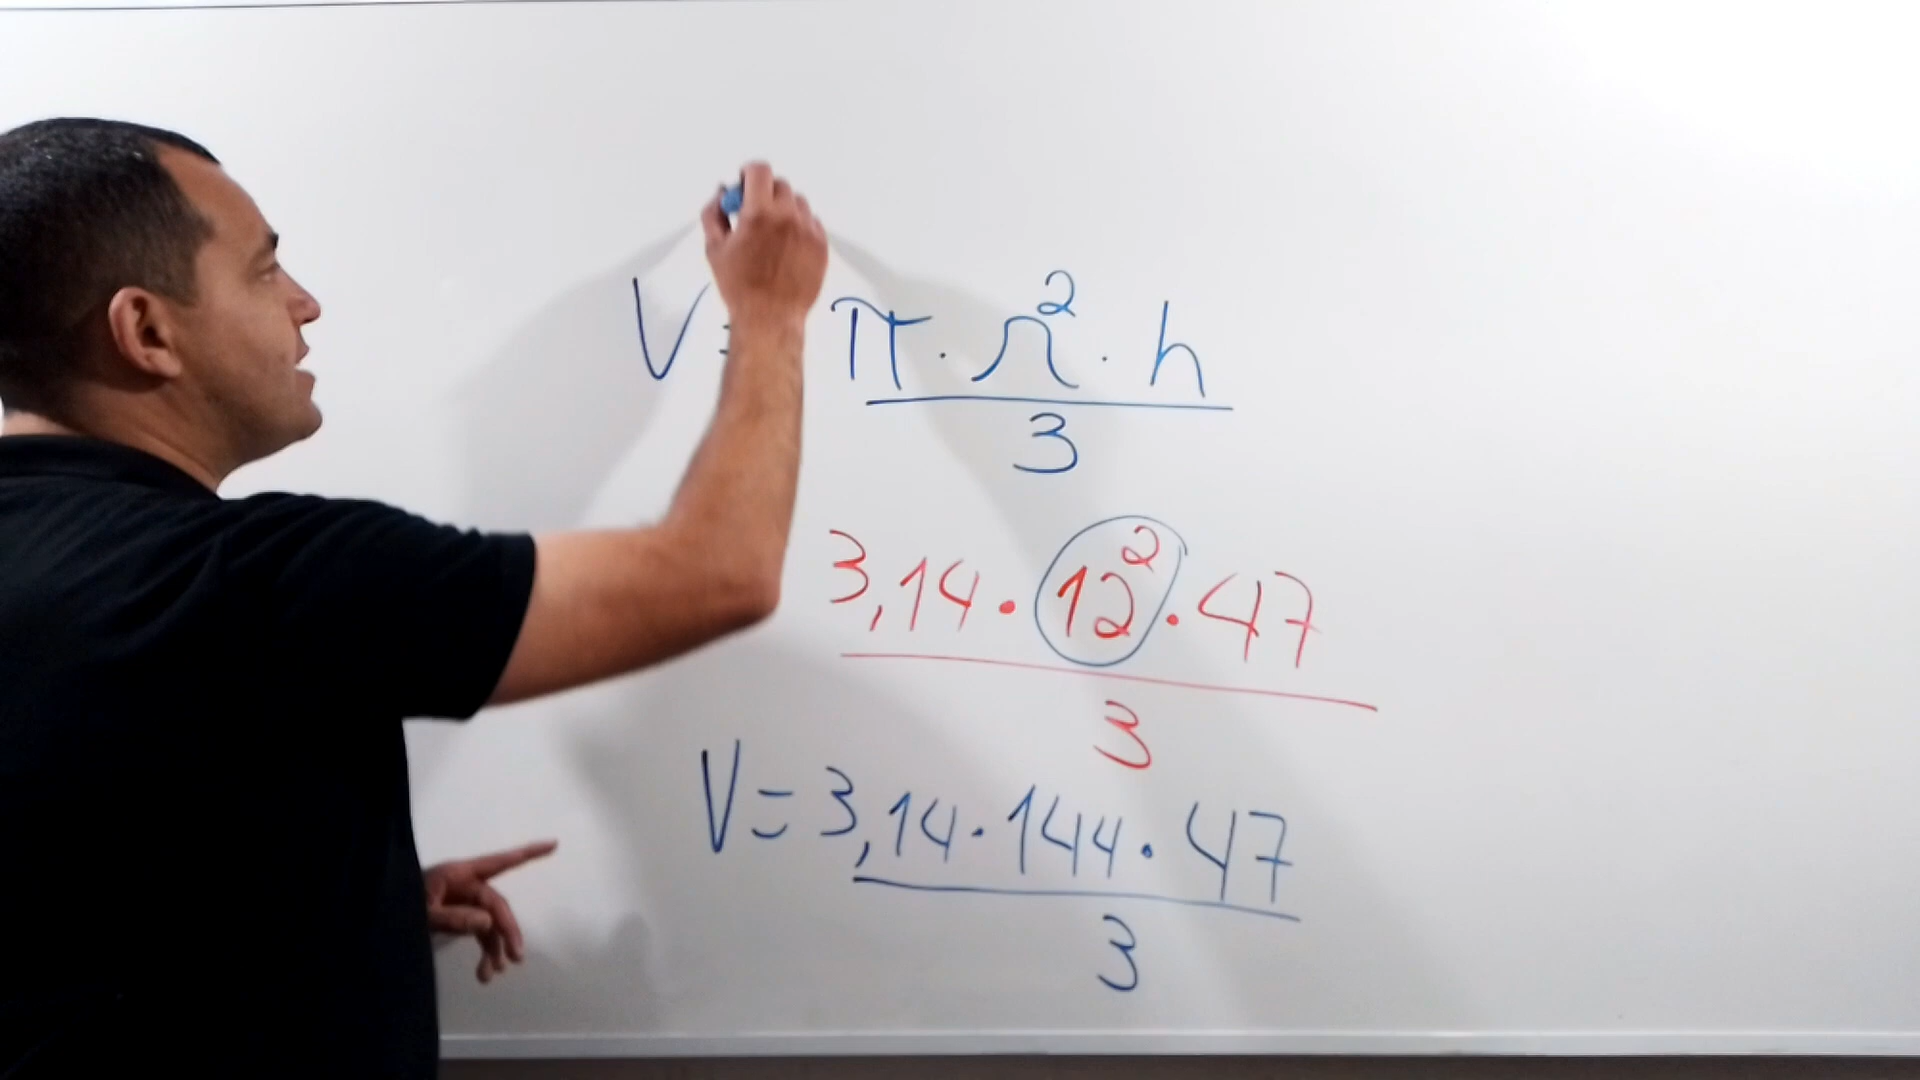 V = π · r² · h
3
3,14 · 12² · 47
3
V = 3,14 · 144 · 47
3